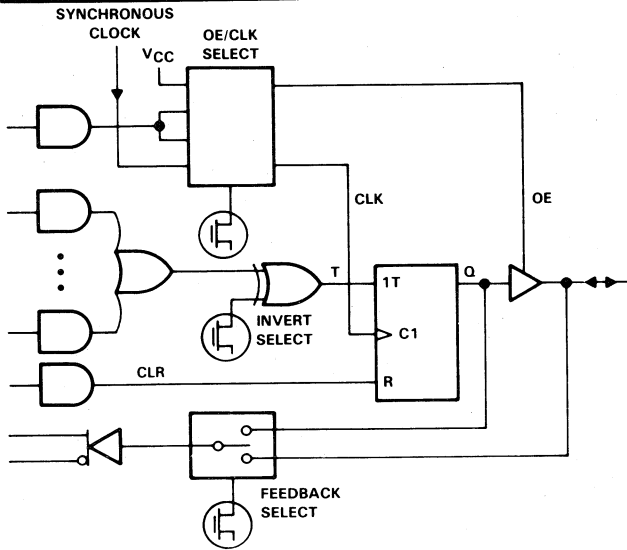 SYNCHRONOUS
CLOCK
OE/CLK
SELECT
VCC
CLK
OE
T
1T
Q
C1
INVERT
SELECT
CLR
R
FEEDBACK
SELECT